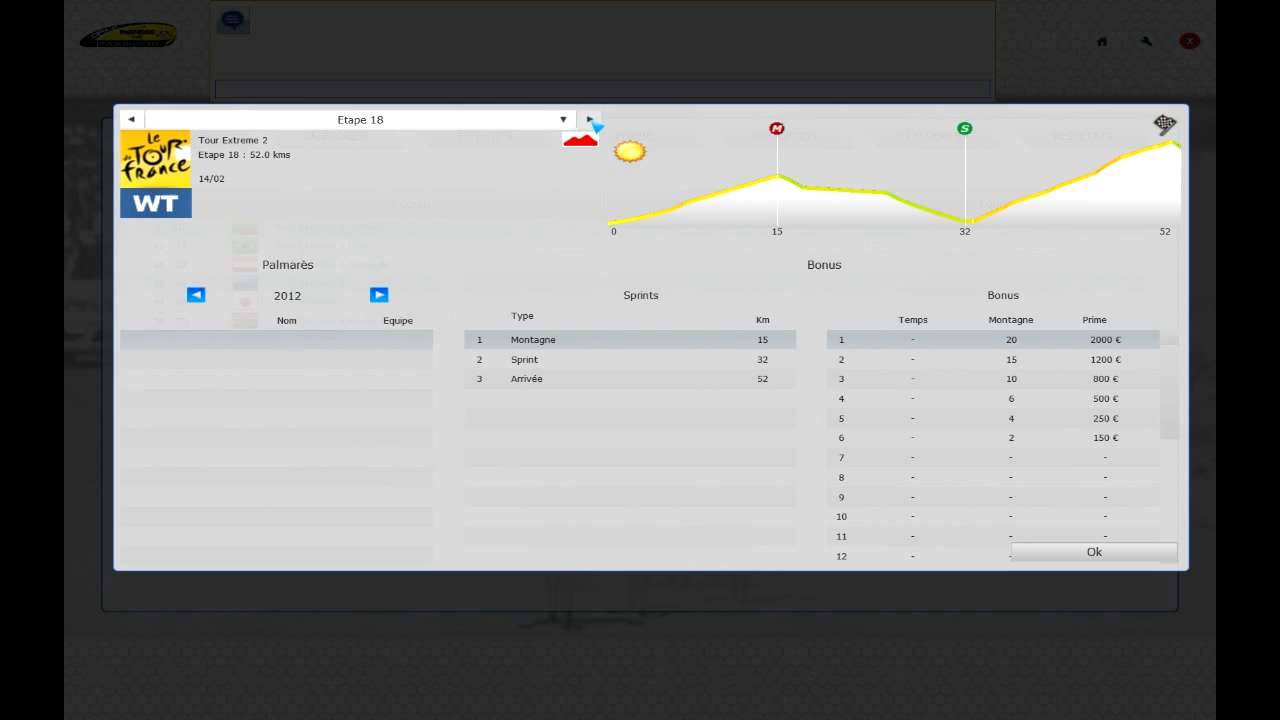 Etape 18
Tour Extreme 2
Etape 18 : 52.0 kms
14/02
le
TOUR
de
france
WT
M
S
0 15 32 52
Palmarès
Bonus
2012
Sprints
Bonus
Nom Equipe
Type Km
Temps Montagne Prime
1 Montagne 15
2 Sprint 32
3 Arrivée 52
1 - 20 2000 €
2 - 15 1200 €
3 - 10 800 €
4 - 6 500 €
5 - 4 250 €
6 - 2 150 €
7 - - -
8 - - -
9 - - -
10 - - -
11 - - -
12 - -
Ok